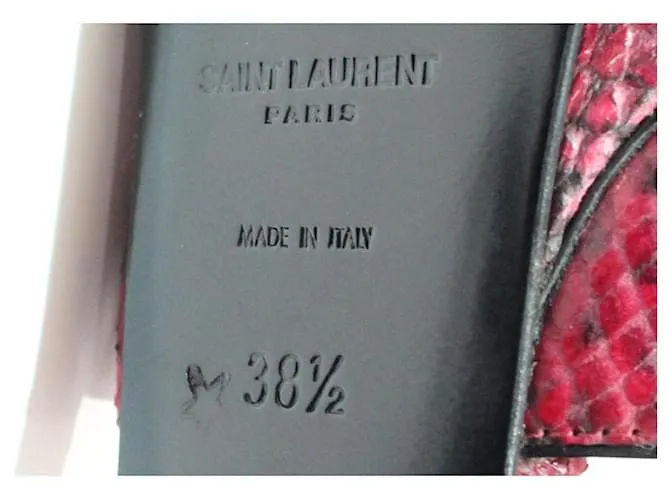 SAINT LAURENT
PARIS
MADE IN ITALY
38½